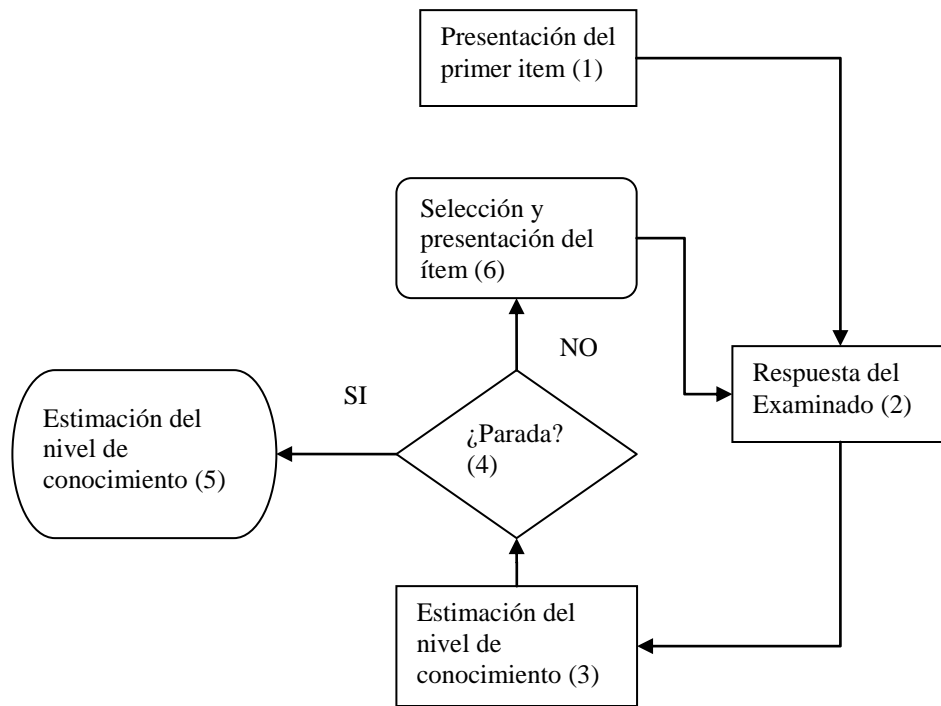 Presentación del
primer item (1)
Selección y
presentación del
ítem (6)
NO
SI
Respuesta del
Examinado (2)
Estimación del
nivel de
conocimiento (5)
¿Parada?
(4)
Estimación del
nivel de
conocimiento (3)